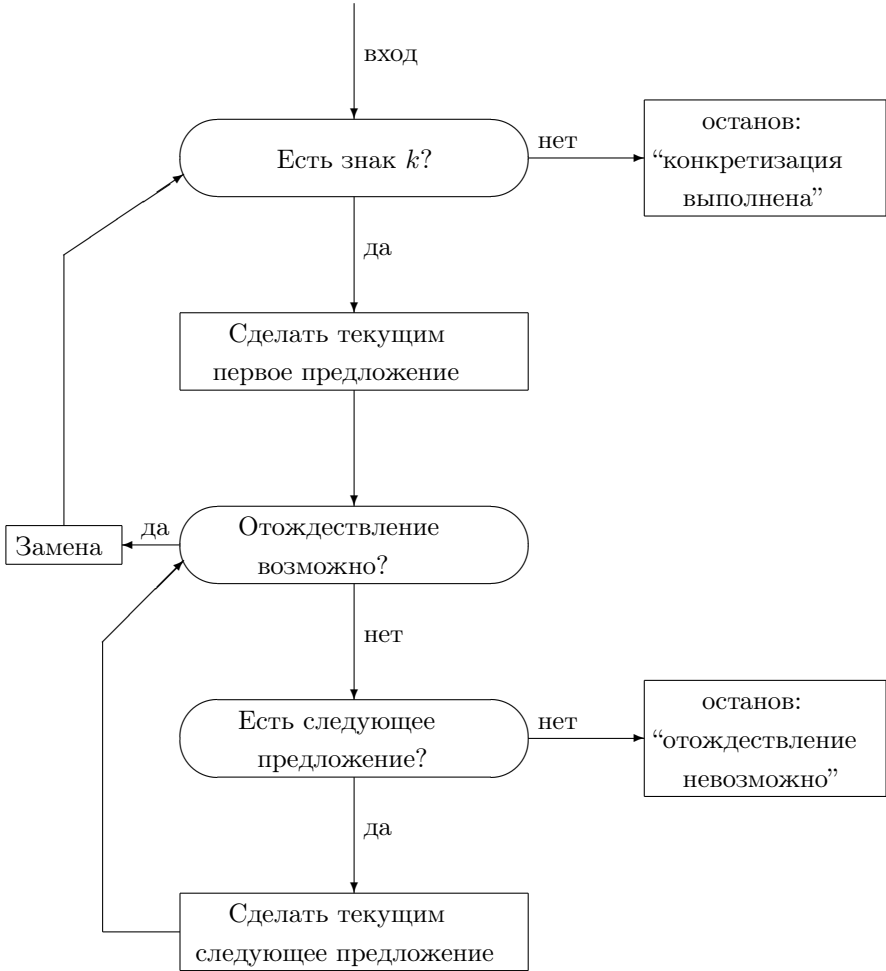 вход
Есть знак k?
нет
останов:
“конкретизация
выполнена”
да
Сделать текущим
первое предложение
Отождествление
возможно?
да
Замена
нет
Есть следующее
предложение?
нет
останов:
“отождествление
невозможно”
да
Сделать текущим
следующее предложение